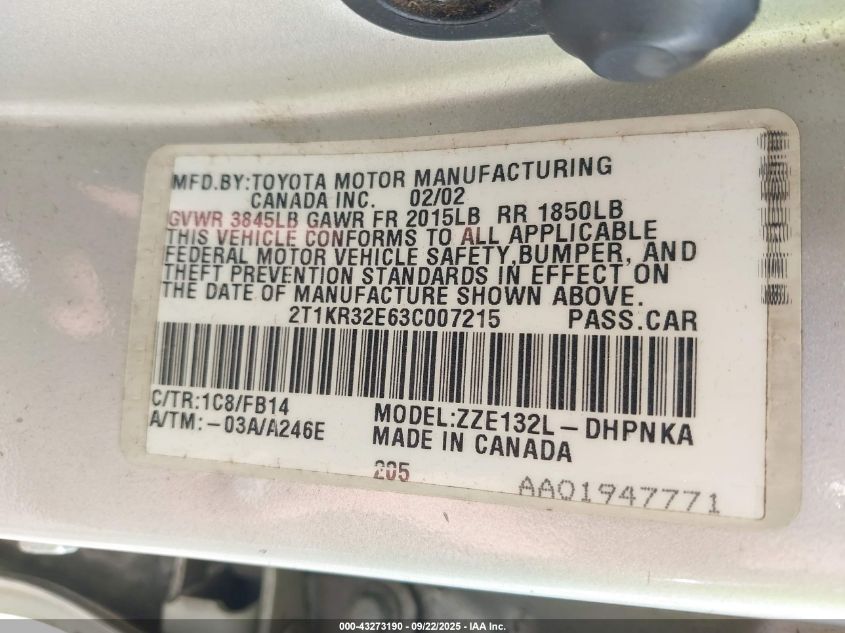 MFD.BY:TOYOTA MOTOR MANUFACTURING
CANADA INC. 02/02
GVWR 3845LB GAWR FR 2015LB RR 1850LB
THIS VEHICLE CONFORMS TO ALL APPLICABLE
FEDERAL MOTOR VEHICLE SAFETY,BUMPER, AND
THEFT PREVENTION STANDARDS IN EFFECT ON
THE DATE OF MANUFACTURE SHOWN ABOVE.
2T1KR32E63C007215 PASS.CAR
C/TR:1C8/FB14
A/TM:-03A/A246E
MODEL:ZZE132L-DHPNKA
MADE IN CANADA
205
AA01947771
000-43273190 - 09/22/2025 - IAA Inc.